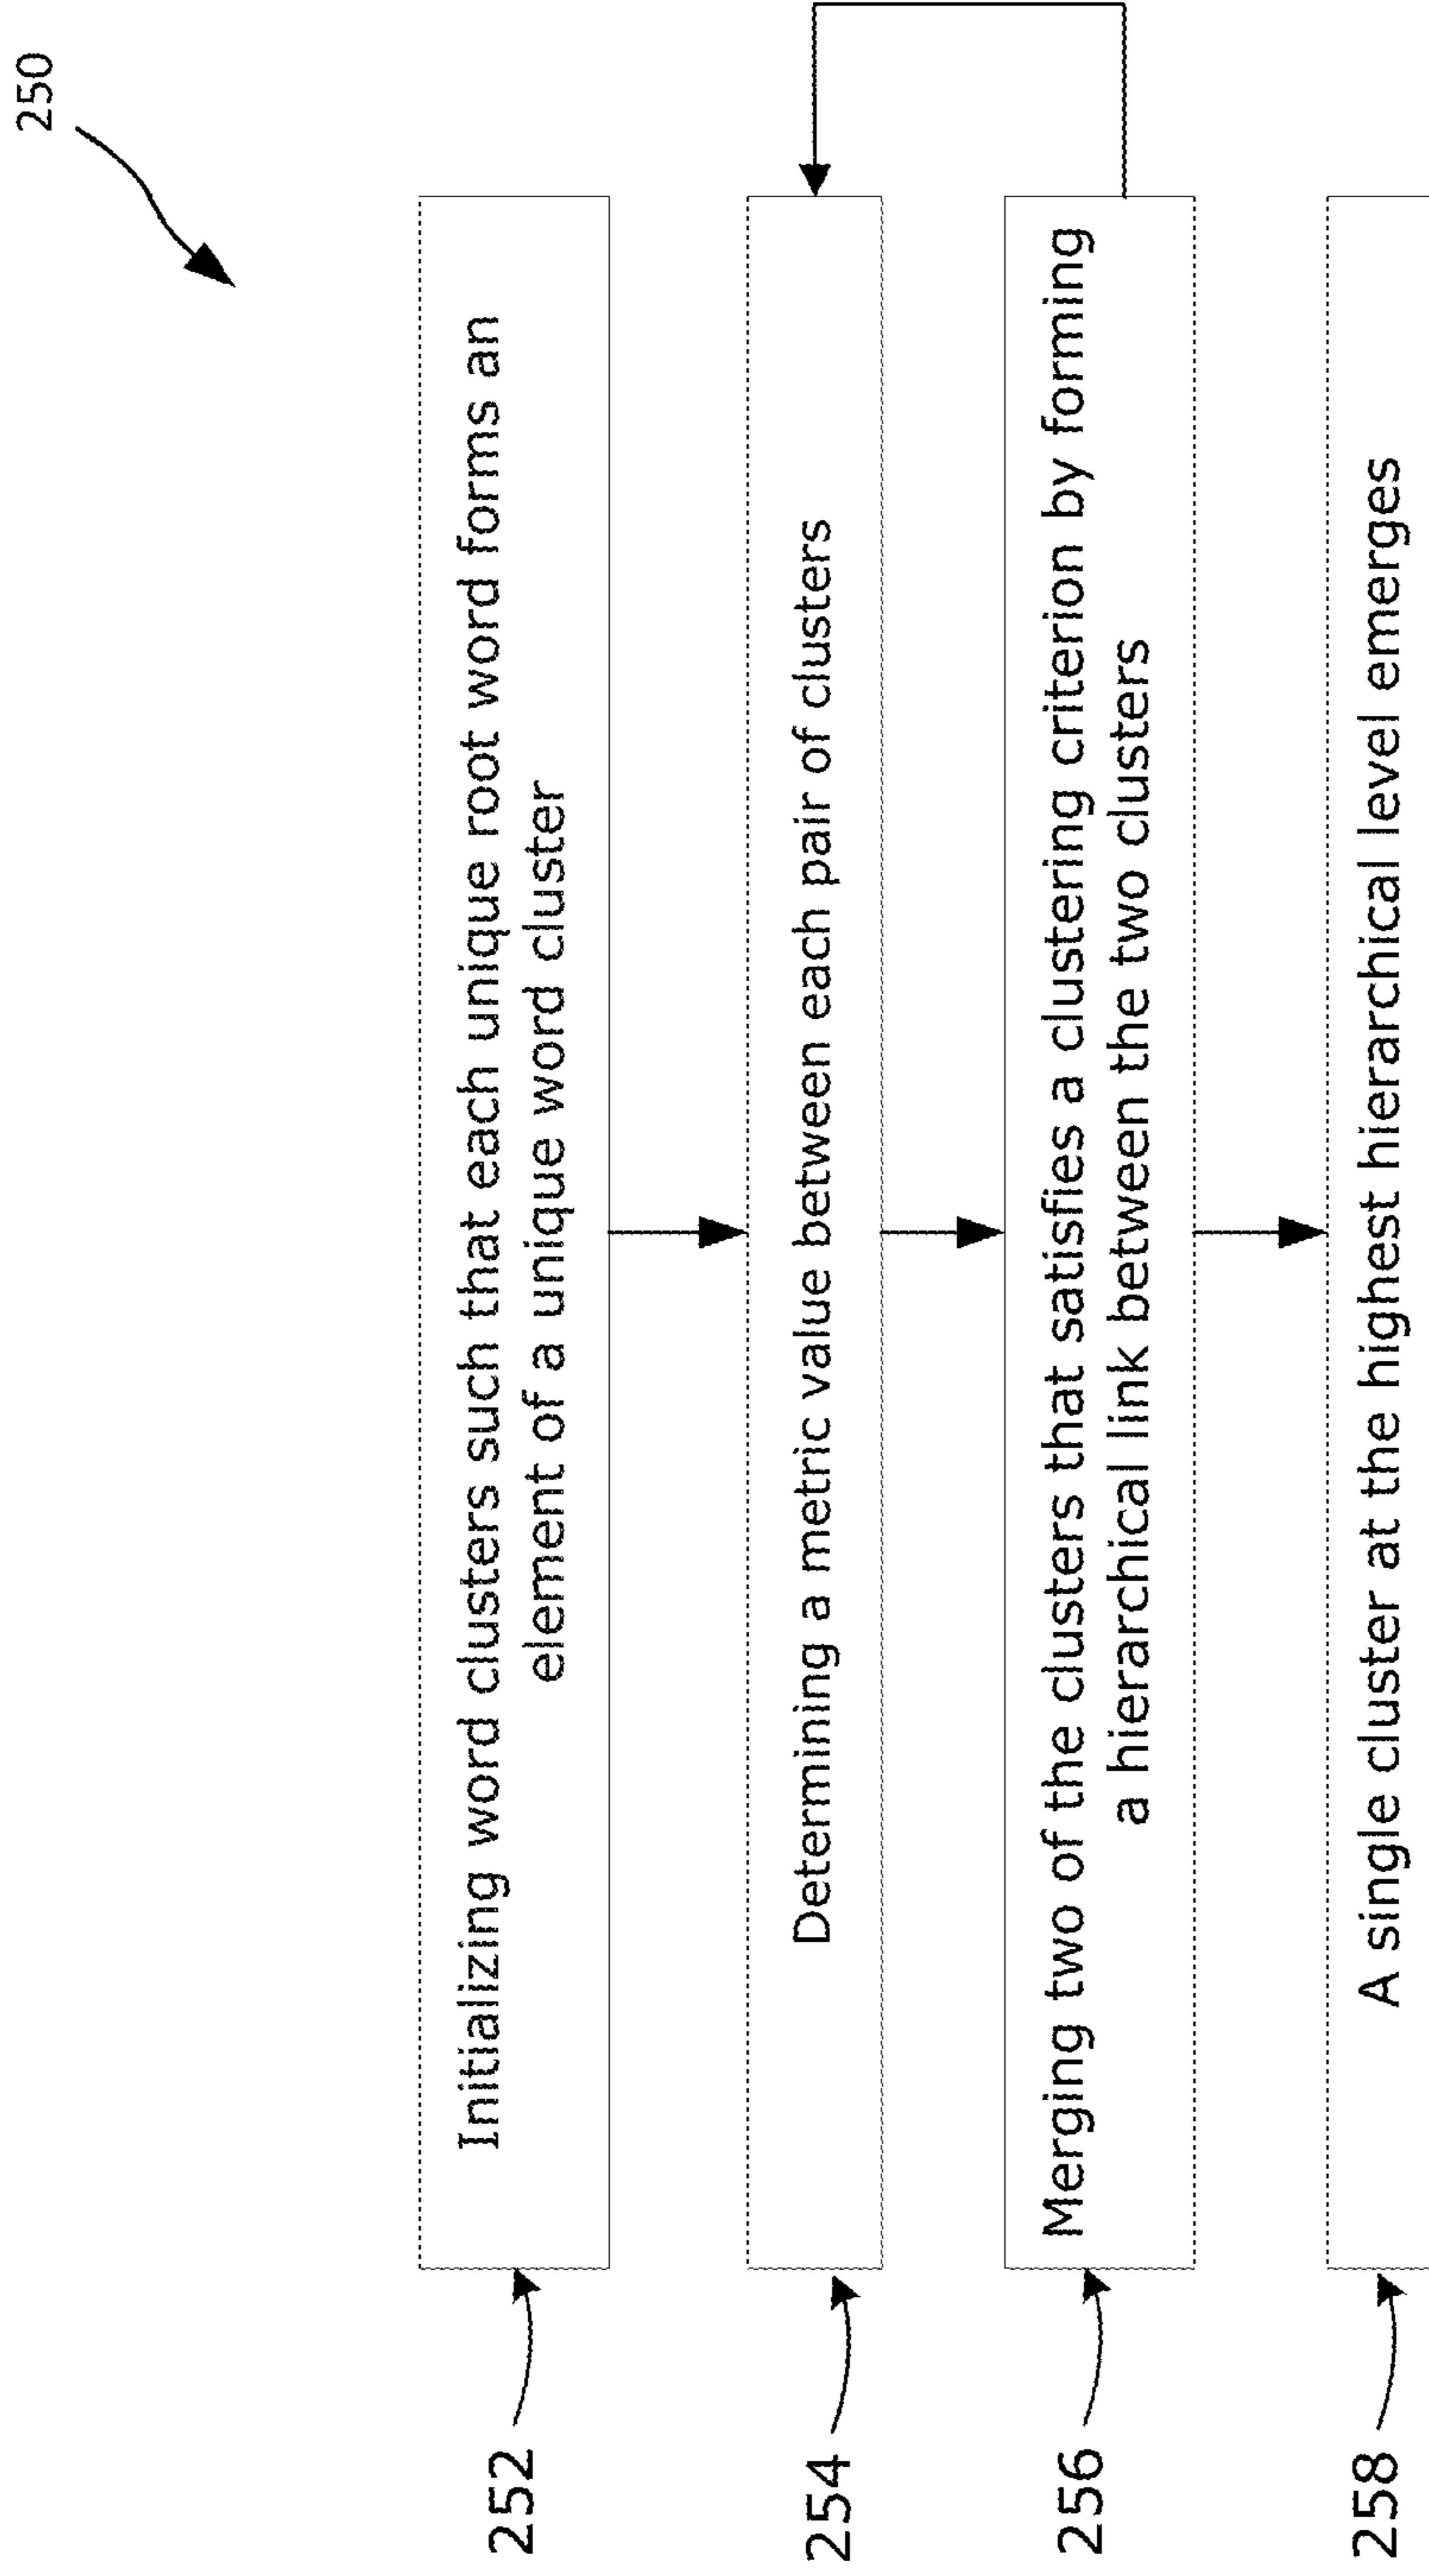 250
252
Initializing word clusters such that each unique root word forms an
element of a unique word cluster
254
Determining a metric value between each pair of clusters
256
Merging two of the clusters that satisfies a clustering criterion by forming
a hierarchical link between the two clusters
258
A single cluster at the highest hierarchical level emerges